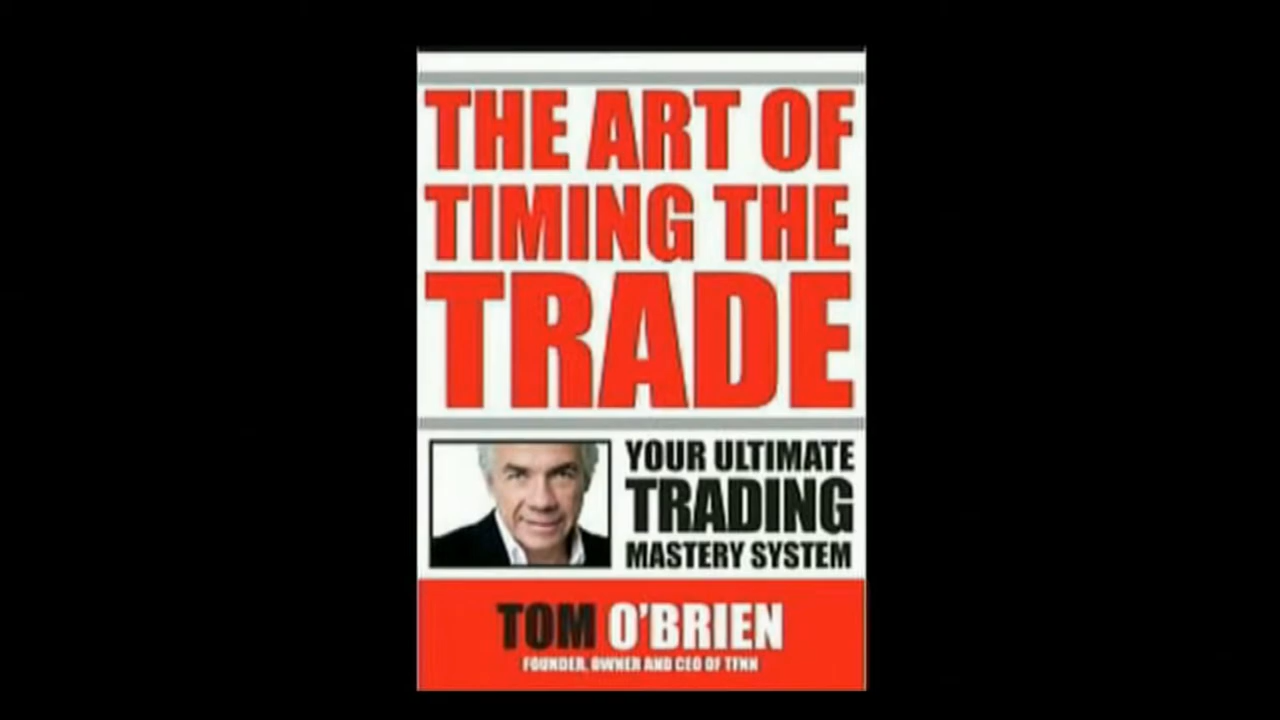 THE ART OF
TIMING THE
TRADE
YOUR ULTIMATE
TRADING
MASTERY SYSTEM
TOM O'BRIEN
FOUNDER, OWNER AND CEO OF TFNN